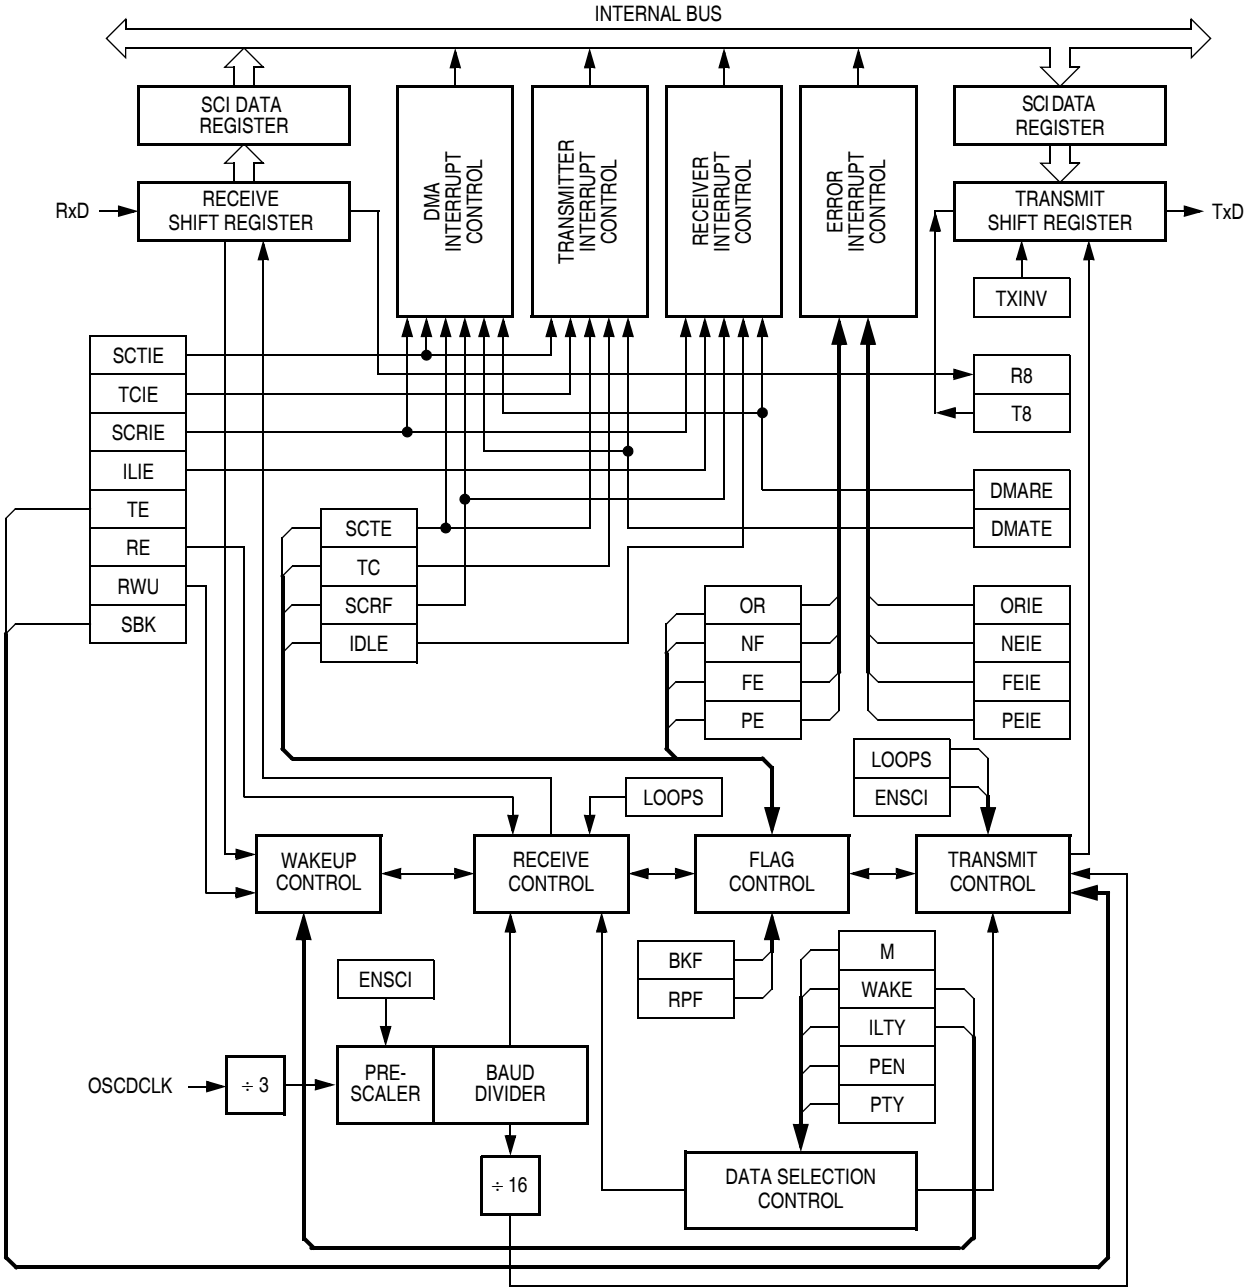 INTERNAL BUS
SCI DATA
REGISTER
DMA
INTERRUPT
CONTROL
TRANSMITTER
INTERRUPT
CONTROL
RECEIVER
INTERRUPT
CONTROL
ERROR
INTERRUPT
CONTROL
SCI DATA
REGISTER
RxD
RECEIVE
SHIFT REGISTER
TRANSMIT
SHIFT REGISTER
TxD
TXINV
SCTIE
TCIE
SCRIE
ILIE
TE
RE
RWU
SBK
R8
T8
DMARE
DMATE
SCTE
TC
SCRF
IDLE
OR
NF
FE
PE
ORIE
NEIE
FEIE
PEIE
LOOPS
ENSCI
LOOPS
WAKEUP
CONTROL
RECEIVE
CONTROL
FLAG
CONTROL
TRANSMIT
CONTROL
BKF
RPF
M
WAKE
ILTY
PEN
PTY
ENSCI
OSCDCLK
÷ 3
PRE-
SCALER
BAUD
DIVIDER
÷ 16
DATA SELECTION
CONTROL